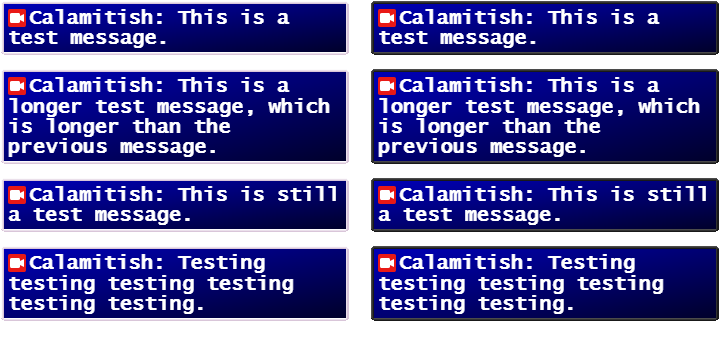 Calamitish: This is a
test message.
Calamitish: This is a
longer test message, which
is longer than the
previous message.
Calamitish: This is still
a test message.
Calamitish: Testing
testing testing testing
testing testing.
Calamitish: This is a
test message.
Calamitish: This is a
longer test message, which
is longer than the
previous message.
Calamitish: This is still
a test message.
Calamitish: Testing
testing testing testing
testing testing.